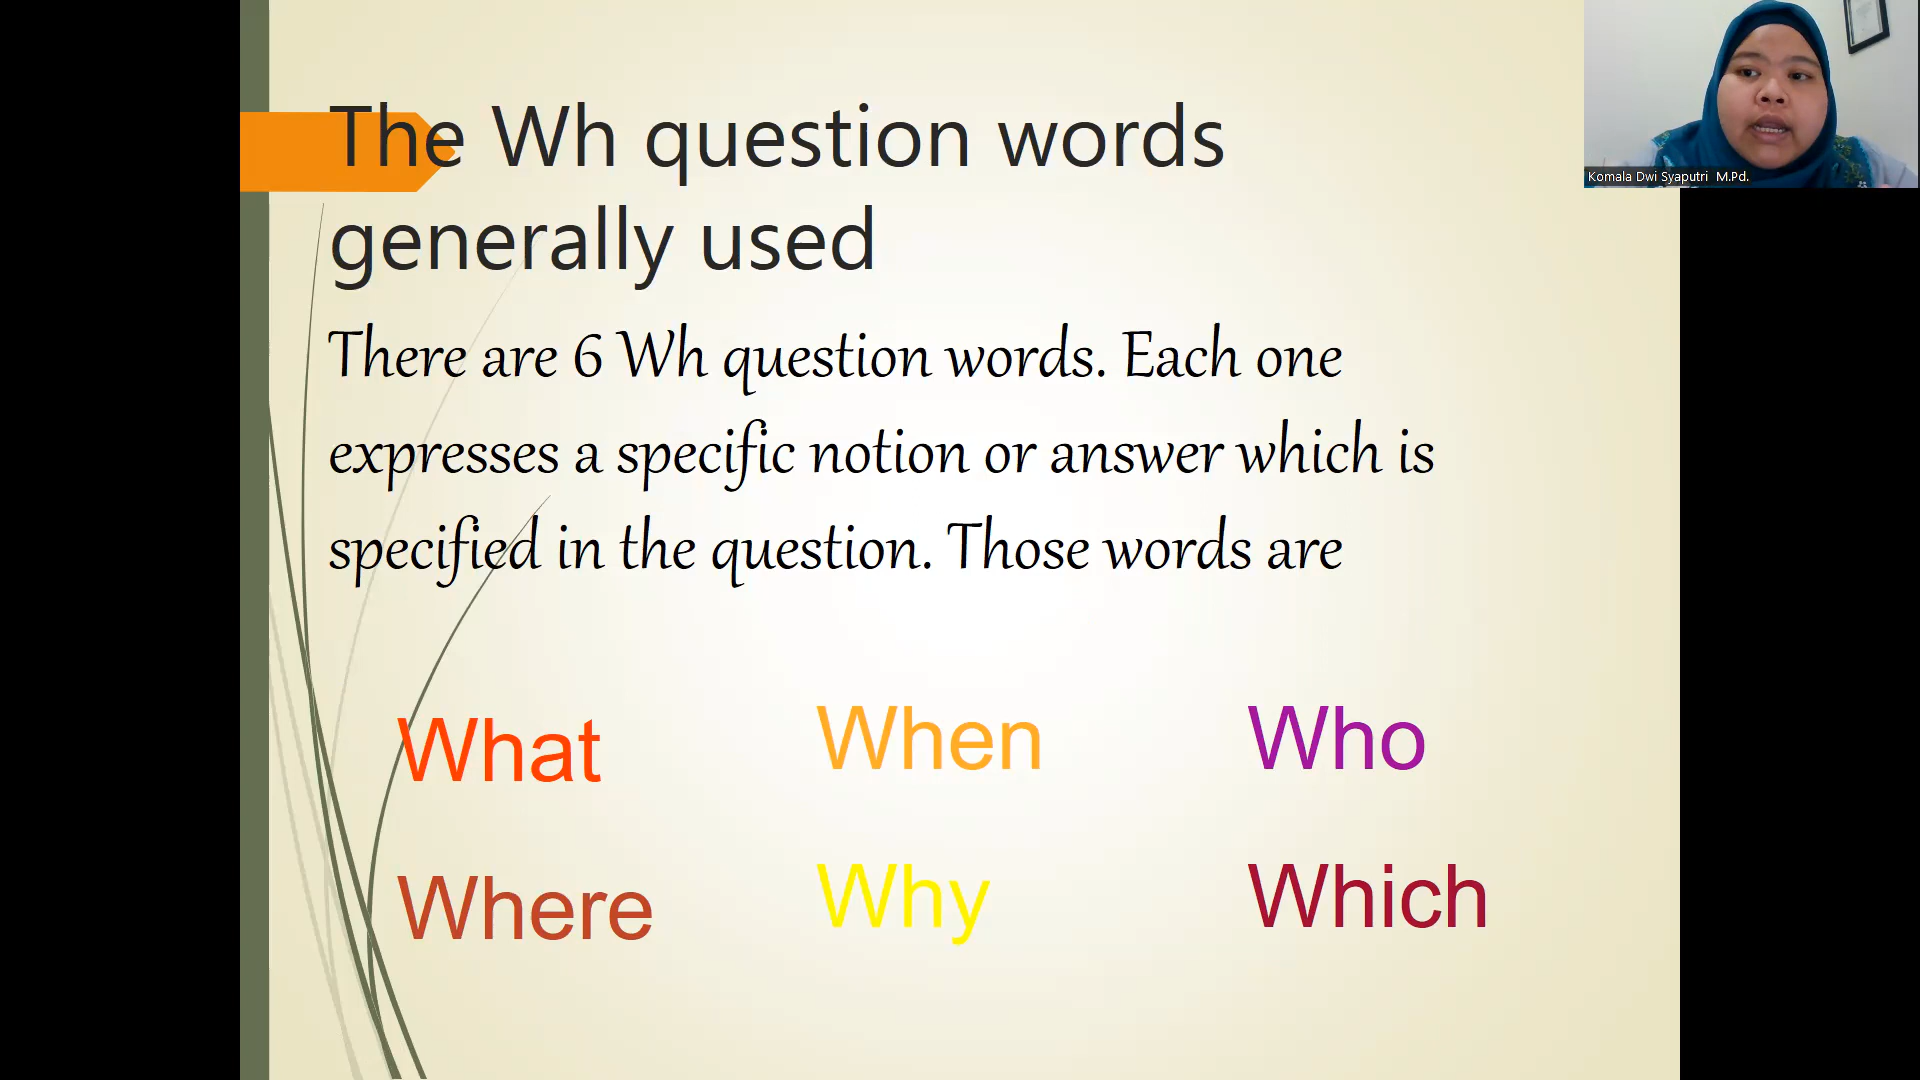 The Wh question words
generally used
There are 6 Wh question words. Each one
expresses a specific notion or answer which is
specified in the question. Those words are
What When Who
Where Why Which
Komala Dwi Syaputri M.Pd.